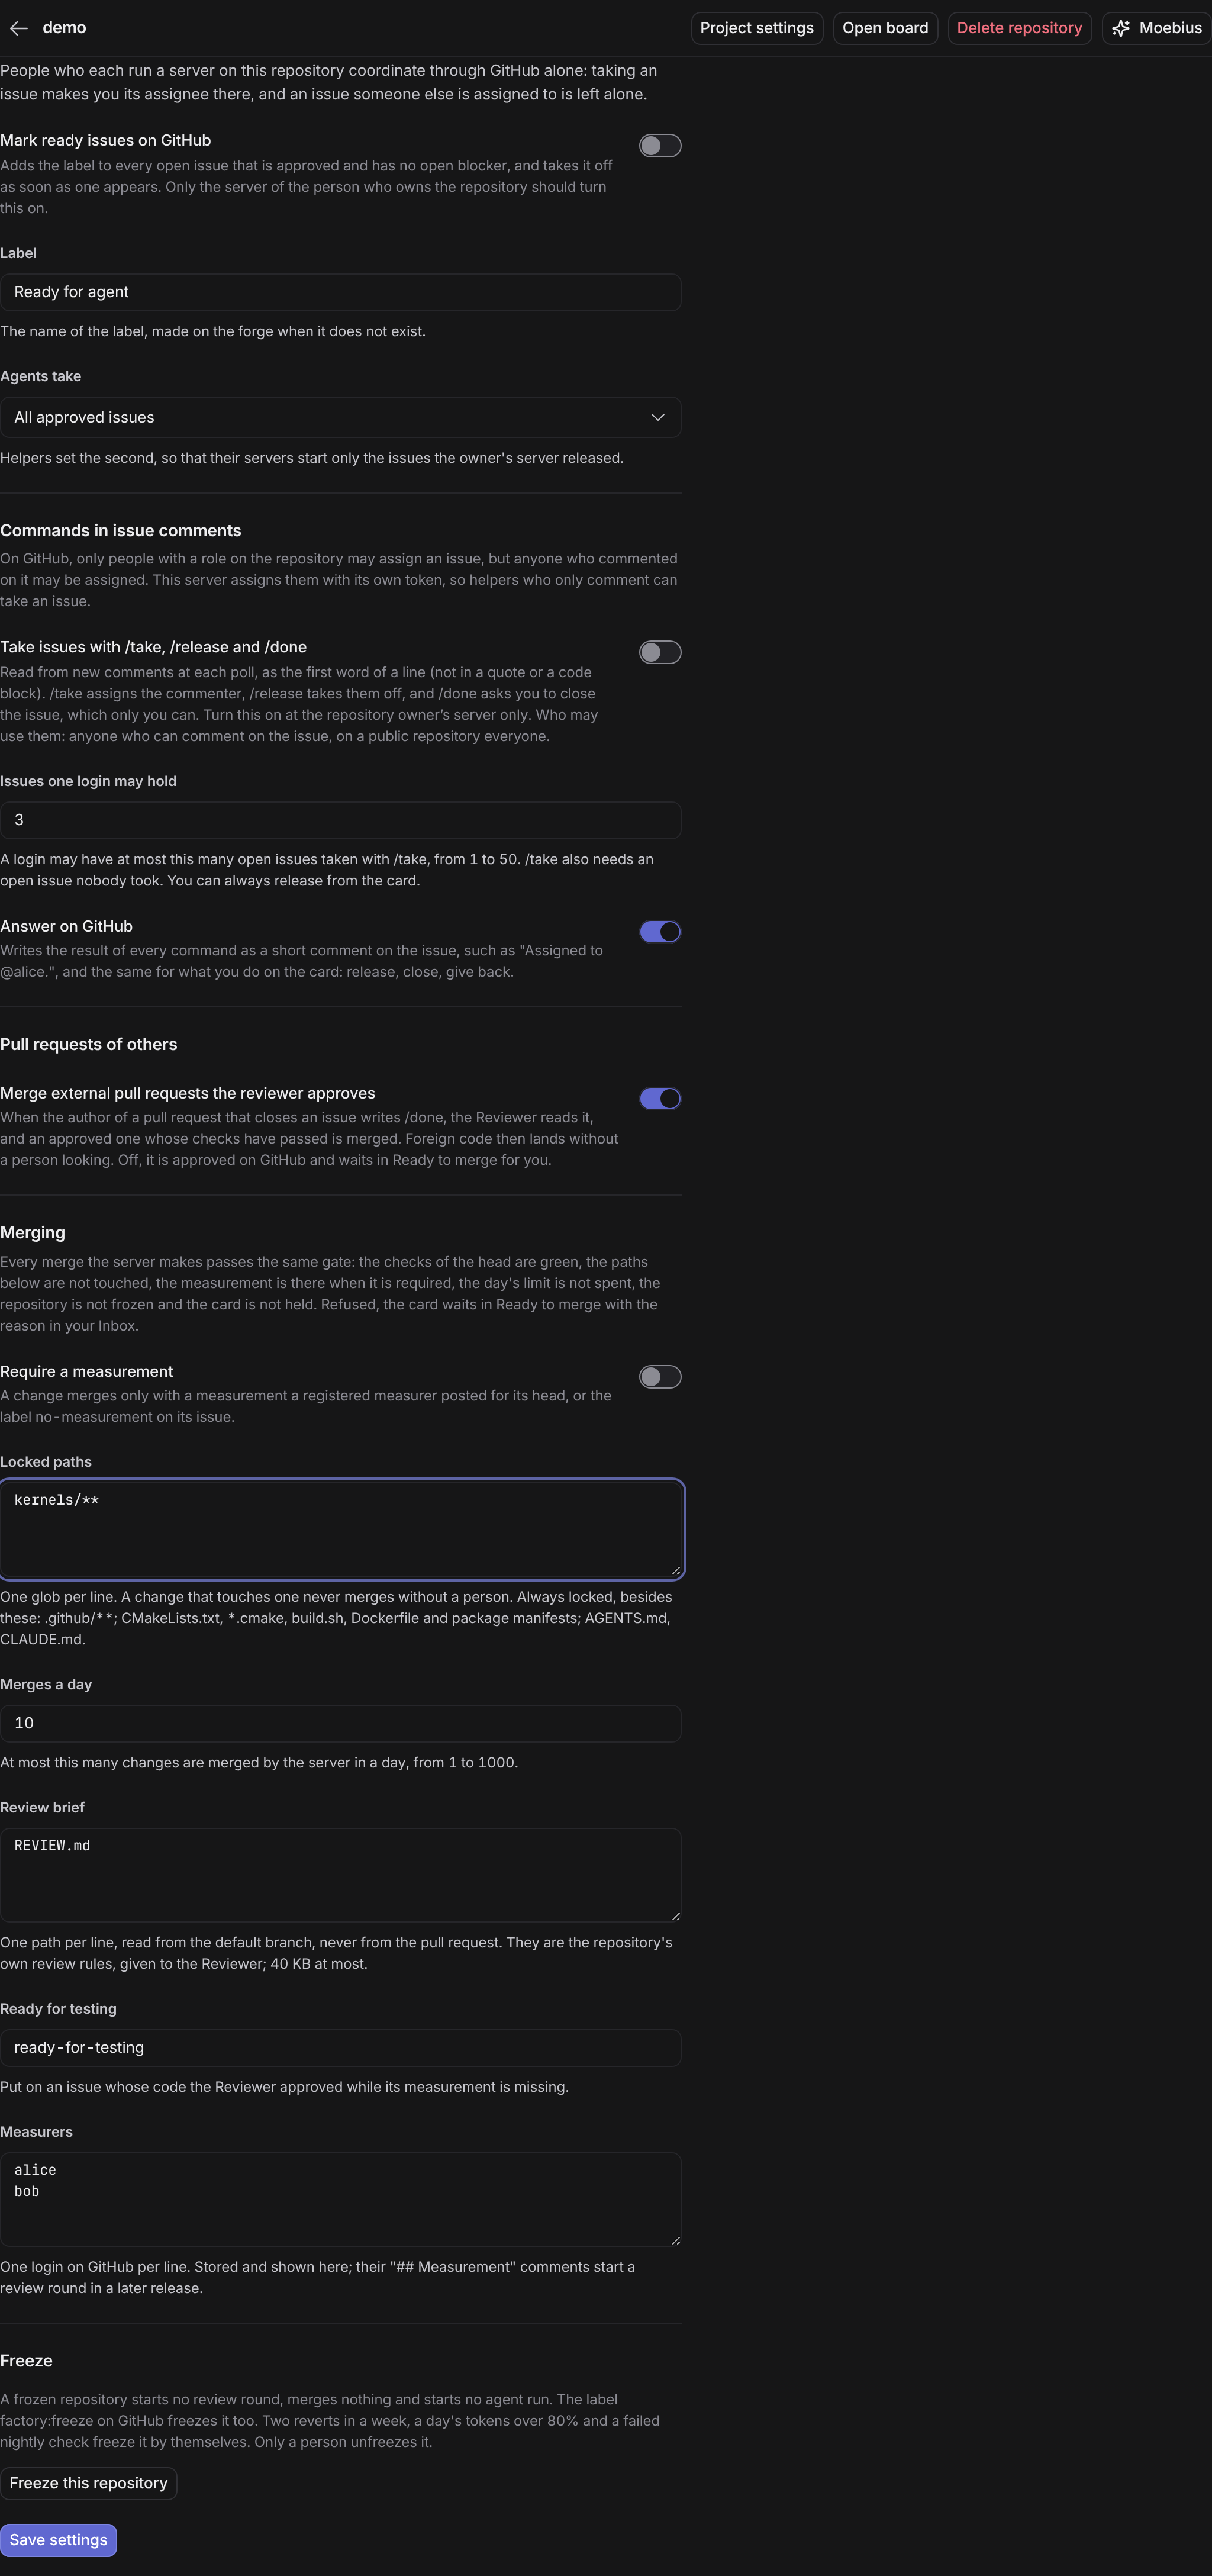 demo
Project settings
Open board
Delete repository
Moebius
People who each run a server on this repository coordinate through GitHub alone: taking an
issue makes you its assignee there, and an issue someone else is assigned to is left alone.
Mark ready issues on GitHub
Adds the label to every open issue that is approved and has no open blocker, and takes it off
as soon as one appears. Only the server of the person who owns the repository should turn
this on.
Label
Ready for agent
The name of the label, made on the forge when it does not exist.
Agents take
All approved issues
Helpers set the second, so that their servers start only the issues the owner's server released.
Commands in issue comments
On GitHub, only people with a role on the repository may assign an issue, but anyone who commented
on it may be assigned. This server assigns them with its own token, so helpers who only comment can
take an issue.
Take issues with /take, /release and /done
Read from new comments at each poll, as the first word of a line (not in a quote or a code
block). /take assigns the commenter, /release takes them off, and /done asks you to close
the issue, which only you can. Turn this on at the repository owner’s server only. Who may
use them: anyone who can comment on the issue, on a public repository everyone.
Issues one login may hold
3
A login may have at most this many open issues taken with /take, from 1 to 50. /take also needs an
open issue nobody took. You can always release from the card.
Answer on GitHub
Writes the result of every command as a short comment on the issue, such as "Assigned to
@alice.", and the same for what you do on the card: release, close, give back.
Pull requests of others
Merge external pull requests the reviewer approves
When the author of a pull request that closes an issue writes /done, the Reviewer reads it,
and an approved one whose checks have passed is merged. Foreign code then lands without
a person looking. Off, it is approved on GitHub and waits in Ready to merge for you.
Merging
Every merge the server makes passes the same gate: the checks of the head are green, the paths
below are not touched, the measurement is there when it is required, the day's limit is not spent, the
repository is not frozen and the card is not held. Refused, the card waits in Ready to merge with the
reason in your Inbox.
Require a measurement
A change merges only with a measurement a registered measurer posted for its head, or the
label no-measurement on its issue.
Locked paths
kernels/**
One glob per line. A change that touches one never merges without a person. Always locked, besides
these: .github/**; CMakeLists.txt, *.cmake, build.sh, Dockerfile and package manifests; AGENTS.md,
CLAUDE.md.
Merges a day
10
At most this many changes are merged by the server in a day, from 1 to 1000.
Review brief
REVIEW.md
One path per line, read from the default branch, never from the pull request. They are the repository's
own review rules, given to the Reviewer; 40 KB at most.
Ready for testing
ready-for-testing
Put on an issue whose code the Reviewer approved while its measurement is missing.
Measurers
alice
bob
One login on GitHub per line. Stored and shown here; their "## Measurement" comments start a
review round in a later release.
Freeze
A frozen repository starts no review round, merges nothing and starts no agent run. The label
factory:freeze on GitHub freezes it too. Two reverts in a week, a day's tokens over 80% and a failed
nightly check freeze it by themselves. Only a person unfreezes it.
Freeze this repository
Save settings